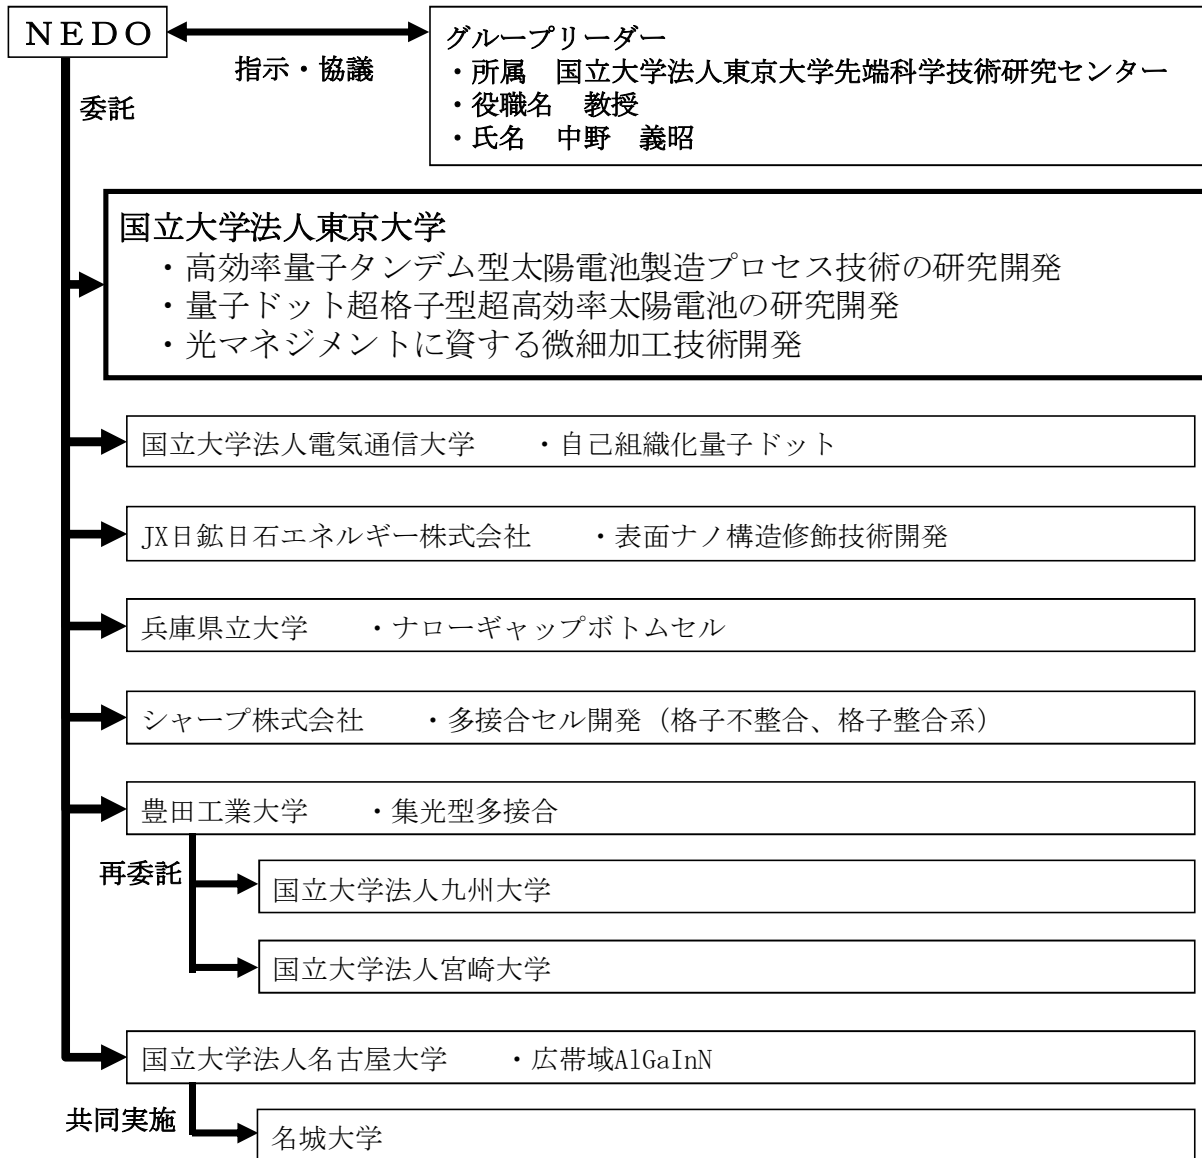 ＮＥＤＯ
指示・協議
グループリーダー
・所属　国立大学法人東京大学先端科学技術研究センター
・役職名　教授
・氏名　中野　義昭
委託
国立大学法人東京大学
・高効率量子タンデム型太陽電池製造プロセス技術の研究開発
・量子ドット超格子型超高効率太陽電池の研究開発
・光マネジメントに資する微細加工技術開発
国立大学法人電気通信大学　　・自己組織化量子ドット
JX日鉱日石エネルギー株式会社　　・表面ナノ構造修飾技術開発
兵庫県立大学　　・ナローギャップボトムセル
シャープ株式会社　　・多接合セル開発（格子不整合、格子整合系）
豊田工業大学　　・集光型多接合
再委託
国立大学法人九州大学
国立大学法人宮崎大学
国立大学法人名古屋大学　　・広帯域AlGaInN
共同実施
名城大学